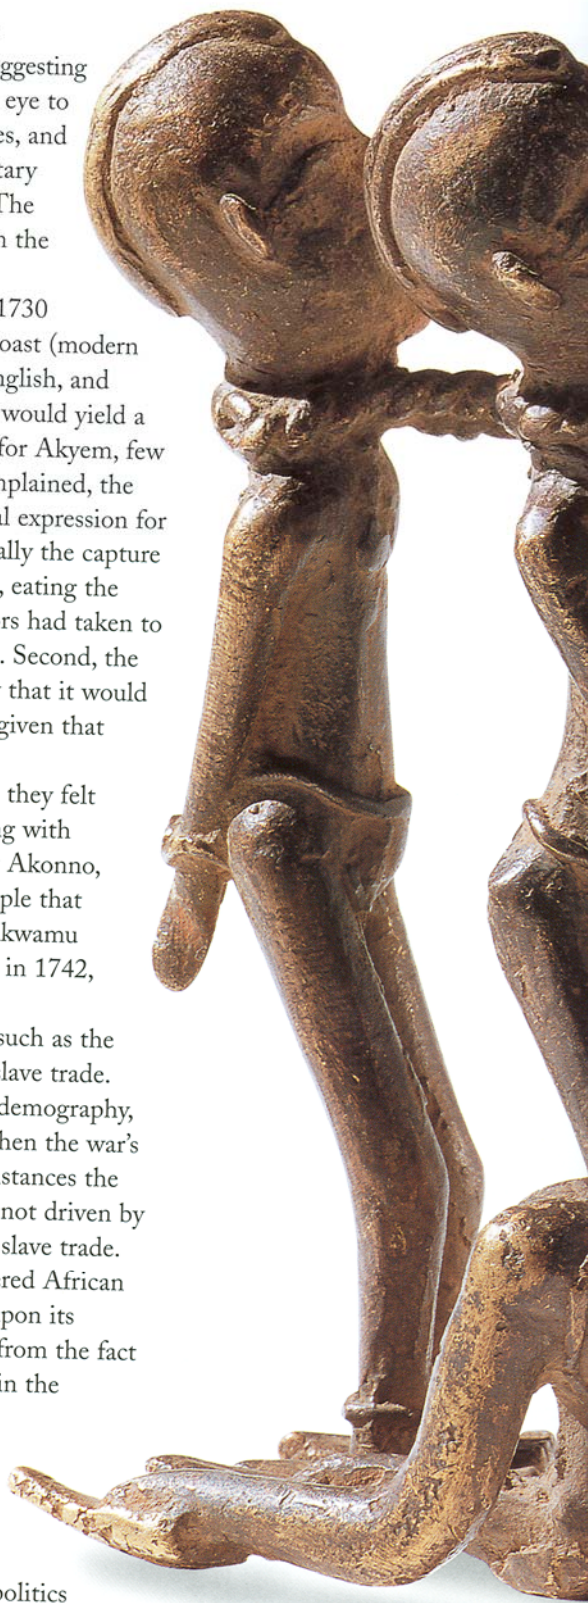 ggesting
eye to
es, and
tary
The
n the
1730
oast (modern
nglish, and
would yield a
for Akyem, few
nplained, the
al expression for
ally the capture
, eating the
rs had taken to
. Second, the
that it would
given that
they felt
ng with
Akonno,
ple that
kwamu
in 1742,
such as the
slave trade.
demography,
hen the war’s
stances the
not driven by
slave trade.
red African
pon its
from the fact
in the
politics